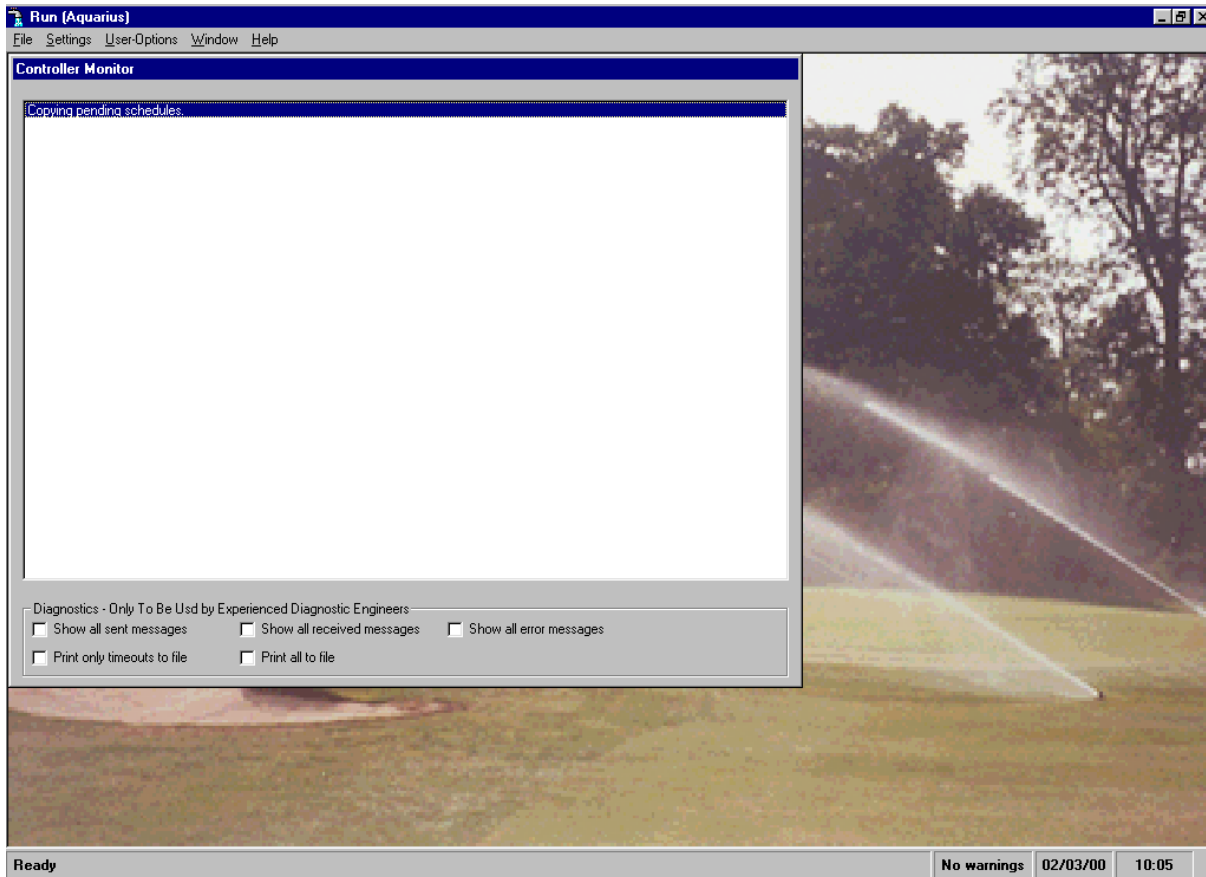 Run (Aquarius)
File Settings User-Options Window Help
Controller Monitor
Copying pending schedules.
Diagnostics - Only To Be Usd by Experienced Diagnostic Engineers
Show all sent messages Show all received messages Show all error messages
Print only timeouts to file Print all to file
Ready No warnings 02/03/00 10:05